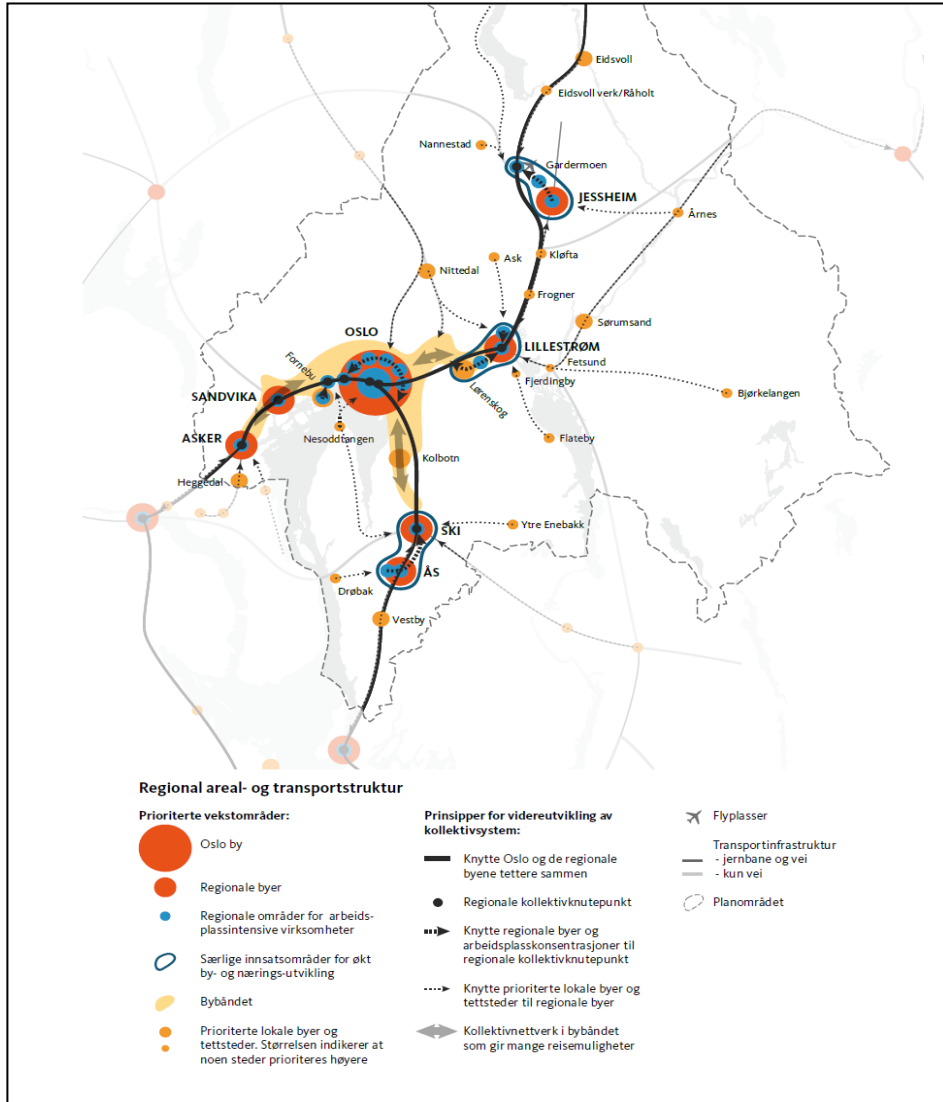 Eidsvoll
Eidsvoll verk/Råholt
Nannestad
Gardermoen
JESSHEIM
Årnes
Ask
Kløfta
Nittedal
Frogner
Sørumsand
OSLO
LILLESTRØM
Fornebu
Fetsund
Lørenskog
Fjerdingby
Bjørkelangen
SANDVIKA
Nesoddtangen
Flateby
ASKER
Kolbotn
Heggedal
Ytre Enebakk
SKI
ÅS
Drøbak
Vestby
Regional areal- og transportstruktur
Prioriterte vekstområder:
Oslo by
Regionale byer
Regionale områder for arbeids-
plassintensive virksomheter
Særlige innsatsområder for økt
by- og nærings-utvikling
Bybåndet
Prioriterte lokale byer og
tettsteder. Størrelsen indikerer at
noen steder prioriteres høyere
Prinsipper for videreutvikling av
kollektivsystem:
Knytte Oslo og de regionale
byene tettere sammen
Regionale kollektivknutepunkt
Knytte regionale byer og
arbeidsplasskonsentrasjoner til
regionale kollektivknutepunkt
Knytte prioriterte lokale byer og
tettsteder til regionale byer
Kollektivnettverk i bybåndet
som gir mange reisemuligheter
Flyplasser
Transportinfrastruktur
- jernbane og vei
- kun vei
Planområdet